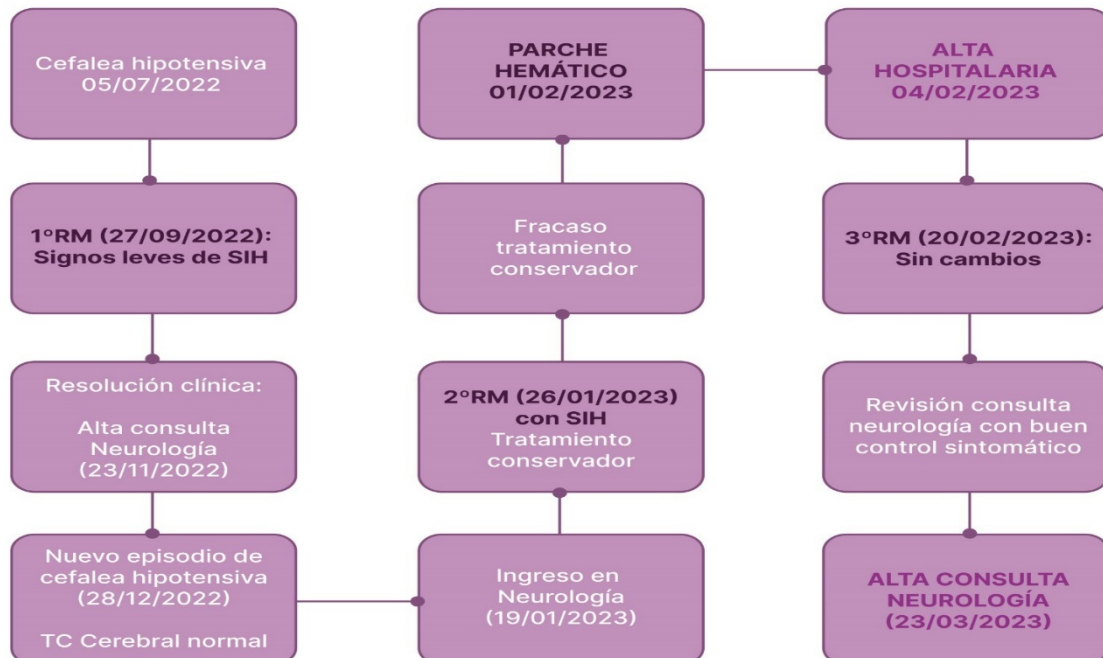 Cefalea hipotensiva
05/07/2022
1ºRM (27/09/2022):
Signos leves de SIH
Resolución clínica:
Alta consulta
Neurología
(23/11/2022)
Nuevo episodio de
cefalea hipotensiva
(28/12/2022)
TC Cerebral normal
Ingreso en
Neurología
(19/01/2023)
2ºRM (26/01/2023)
con SIH
Tratamiento
conservador
Fracaso
tratamiento
conservador
PARCHE
HEMÁTICO
01/02/2023
ALTA
HOSPITALARIA
04/02/2023
3ºRM (20/02/2023):
Sin cambios
Revisión consulta
neurología con buen
control sintomático
ALTA CONSULTA
NEUROLOGÍA
(23/03/2023)